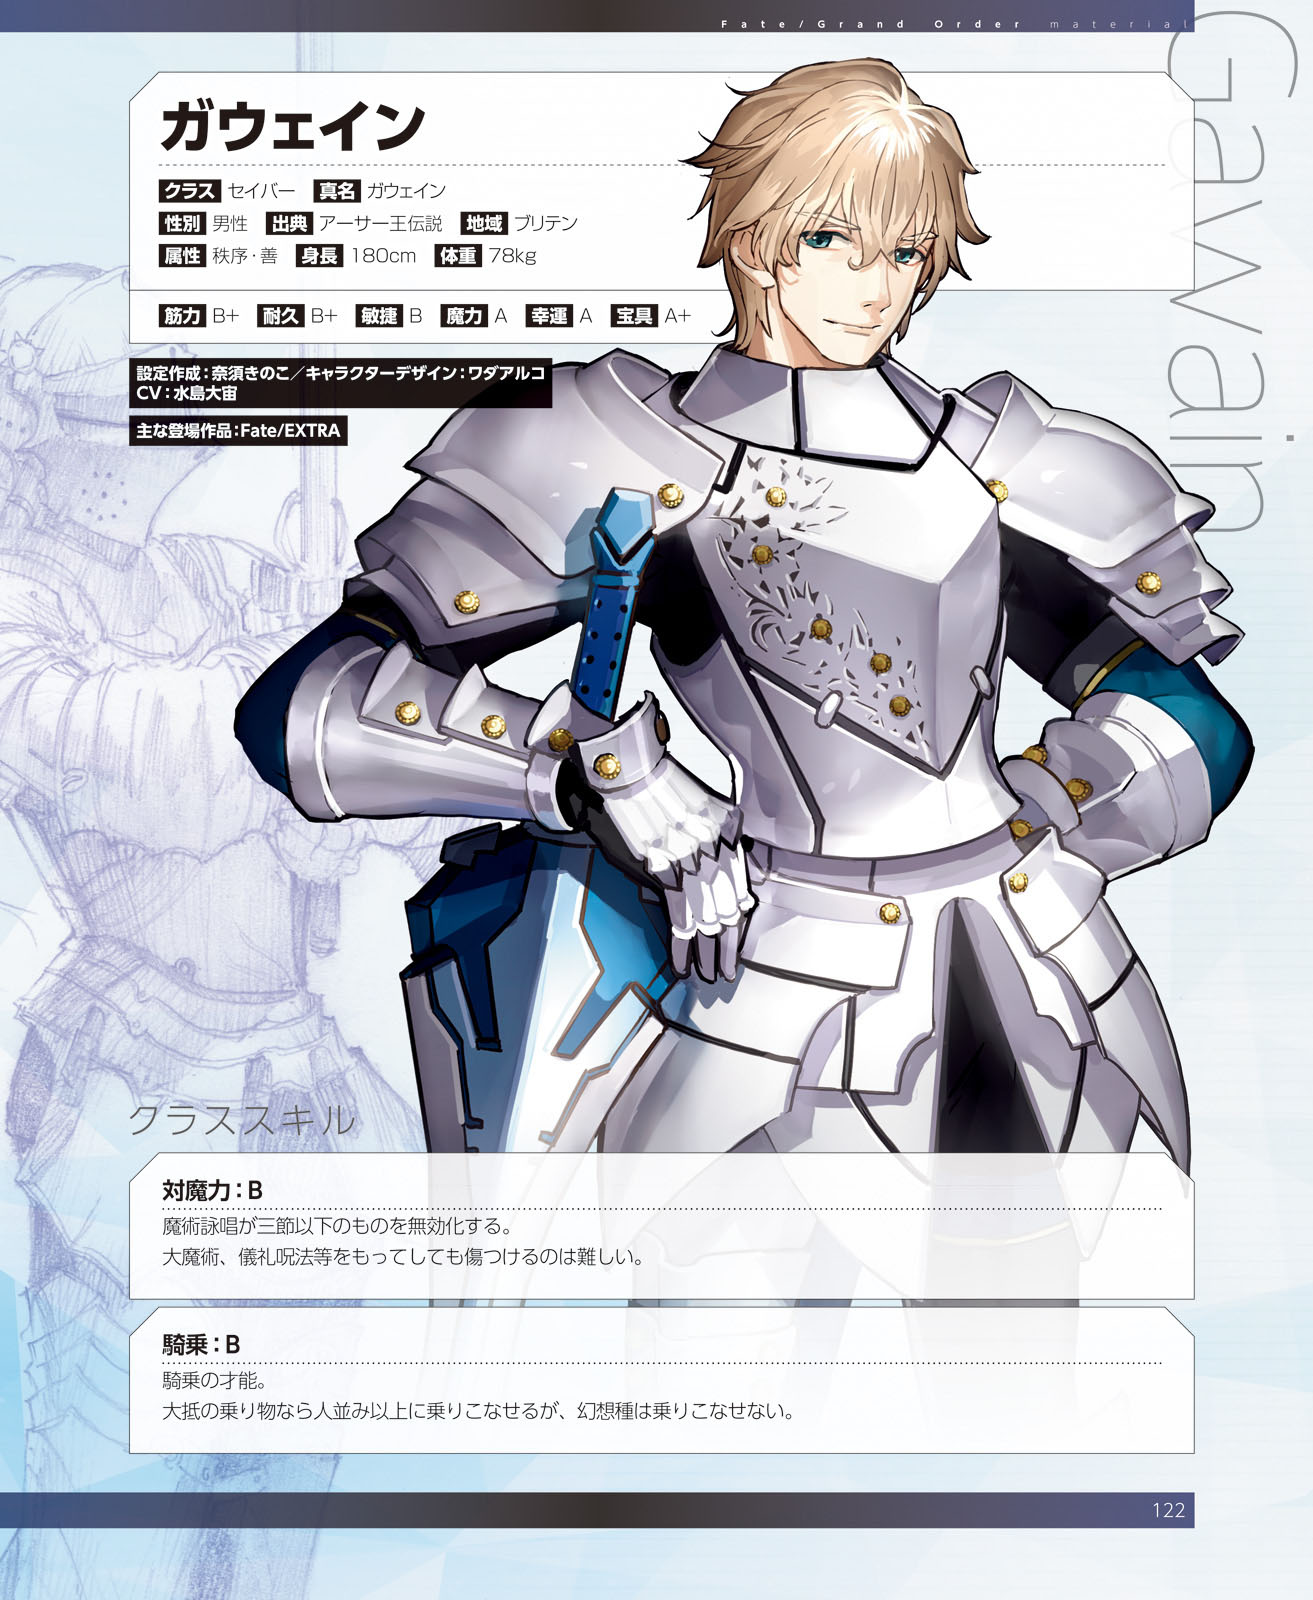 Fate/Grand Order material
Gawain
ガウェイン
クラス セイバー 真名 ガウェイン
性別 男性 出典 アーサー王伝説 地域 ブリテン
属性 秩序・善 身長 180cm 体重 78kg
筋力 B+ 耐久 B+ 敏捷 B 魔力 A 幸運 A 宝具 A+
設定作成：奈須きのこ／キャラクターデザイン：ワダアルコ
CV：水島大宙
主な登場作品：Fate/EXTRA
クラススキル
対魔力：B
魔術詠唱が三節以下のものを無効化する。
大魔術、儀礼呪法等をもってしても傷つけるのは難しい。
騎乗：B
騎乗の才能。
大抵の乗り物なら人並み以上に乗りこなせるが、幻想種は乗りこなせない。
122